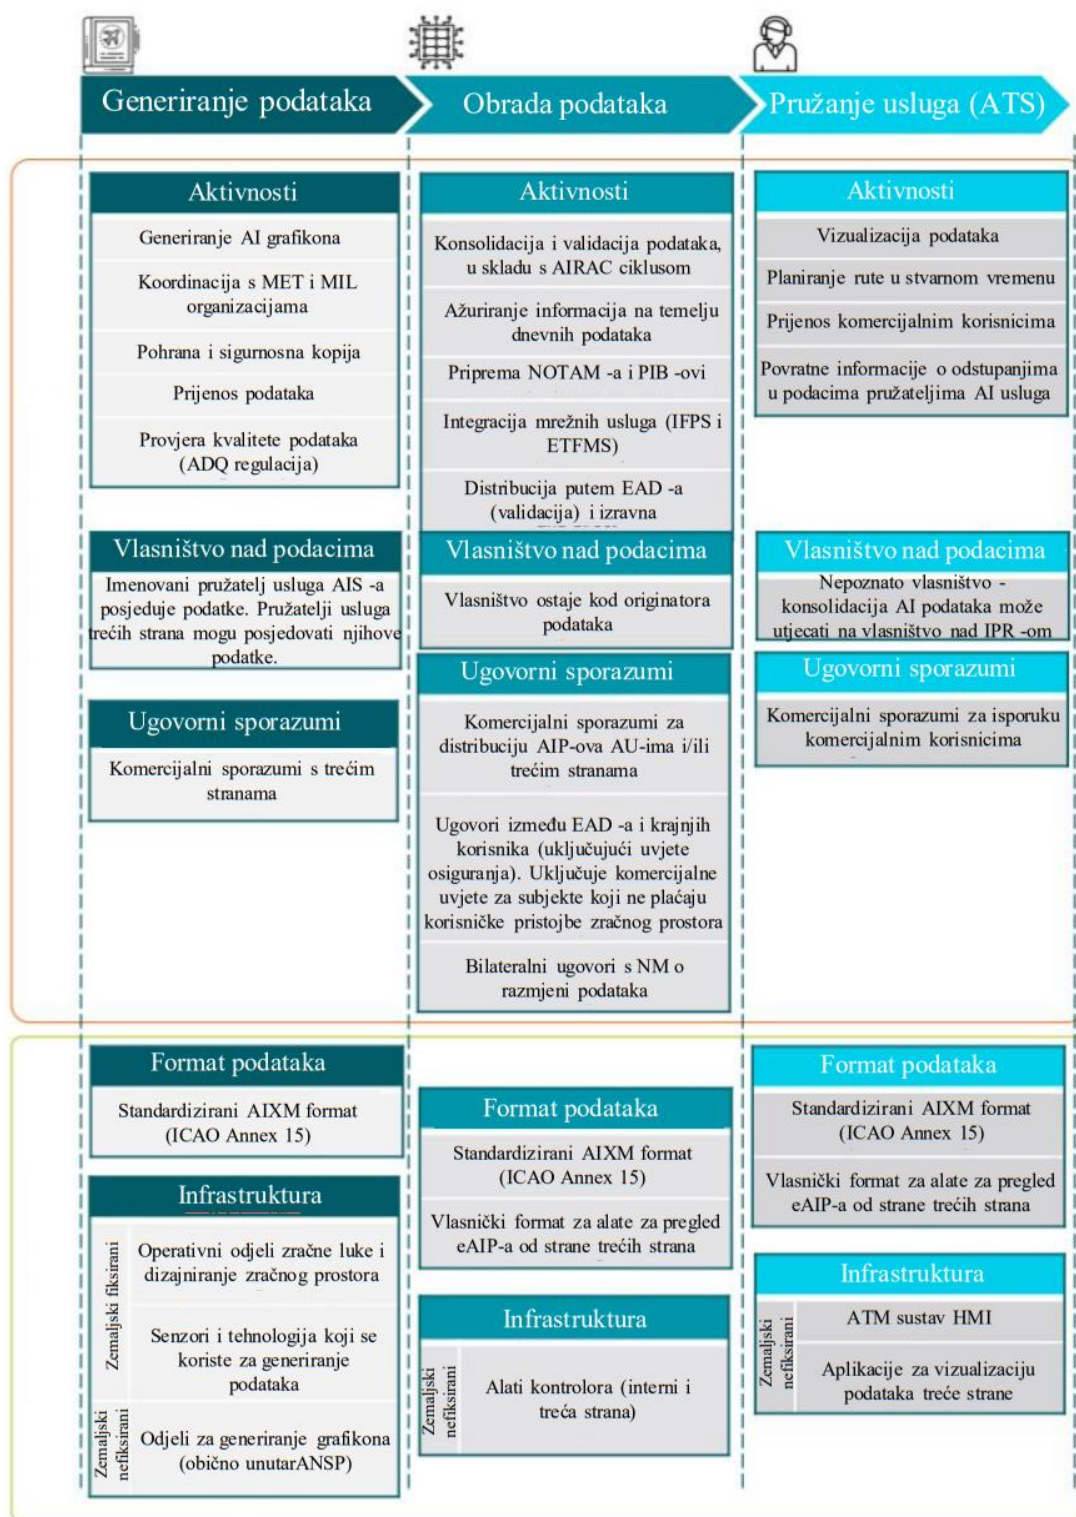 Generiranje podataka
Obrada podataka
Pružanje usluga (ATS)
Aktivnosti
Generiranje AI grafikona
Koordinacija s MET i MIL
organizacijama
Pohrana i sigurnosna kopija
Prijenos podataka
Provjera kvalitete podataka
(ADQ regulacija)
Vlasništvo nad podacima
Imenovani pružatelj usluga AIS -a
posjeduje podatke. Pružatelji usluga
trećih strana mogu posjedovati njihove
podatke.
Ugovorni sporazumi
Komercijalni sporazumi s trećim
stranama
Aktivnosti
Konsolidacija i validacija podataka,
u skladu s AIRAC ciklusom
Ažuriranje informacija na temelju
dnevnih podataka
Priprema NOTAM -a i PIB -ovi
Integracija mrežnih usluga (IFPS i
ETFMS)
Distribucija putem EAD -a
(validacija) i izravna
Vlasništvo nad podacima
Vlasništvo ostaje kod originatora
podataka
Ugovorni sporazumi
Komercijalni sporazumi za
distribuciju AIP-ova AU-ima i/ili
trećim stranama
Ugovori između EAD -a i krajnjih
korisnika (uključujući uvjete
osiguranja). Uključuje komercijalne
uvjete za subjekte koji ne plaćaju
korisničke pristojbe zračnog prostora
Bilateralni ugovori s NM o
razmjeni podataka
Aktivnosti
Vizualizacija podataka
Planiranje rute u stvarnom vremenu
Prijenos komercijalnim korisnicima
Povratne informacije o odstupanjima
u podacima pružateljima AI usluga
Vlasništvo nad podacima
Nepoznato vlasništvo -
konsolidacija AI podataka može
utjecati na vlasništvo nad IPR -om
Ugovorni sporazumi
Komercijalni sporazumi za isporuku
komercijalnim korisnicima
Format podataka
Standardizirani AIXM format
(ICAO Annex 15)
Infrastruktura
Zemaljski fiksirani
Operativni odjeli zračne luke i
dizajniranje zračnog prostora
Senzori i tehnologija koji se
koriste za generiranje
podataka
Zemaljski
nefiksirani
Odjeli za generiranje grafikona
(obično unutarANSP)
Format podataka
Standardizirani AIXM format
(ICAO Annex 15)
Vlasnički format za alate za pregled
eAIP-a od strane trećih strana
Infrastruktura
Zemaljski
nefiksirani
Alati kontrolora (interni i
treća strana)
Format podataka
Standardizirani AIXM format
(ICAO Annex 15)
Vlasnički format za alate za pregled
eAIP-a od strane trećih strana
Infrastruktura
Zemaljski
nefiksirani
ATM sustav HMI
Aplikacije za vizualizaciju
podataka treće strane